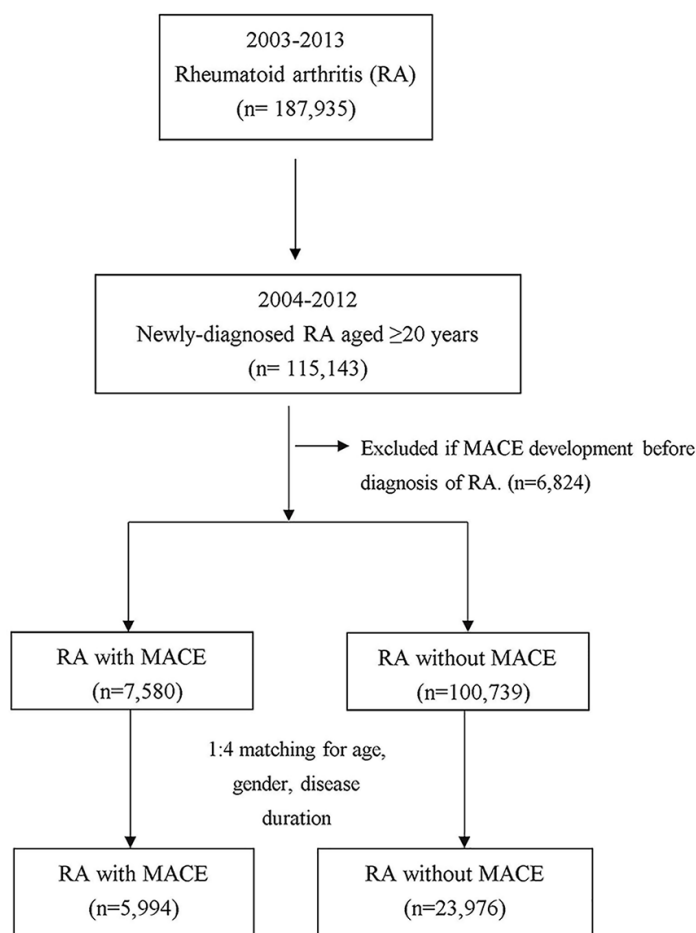 2003-2013
Rheumatoid arthritis (RA)
(n= 187,935)
2004-2012
Newly-diagnosed RA aged ≥20 years
(n= 115,143)
Excluded if MACE development before
diagnosis of RA. (n=6,824)
RA with MACE
(n=7,580)
RA without MACE
(n=100,739)
1:4 matching for age,
gender, disease
duration
RA with MACE
(n=5,994)
RA without MACE
(n=23,976)